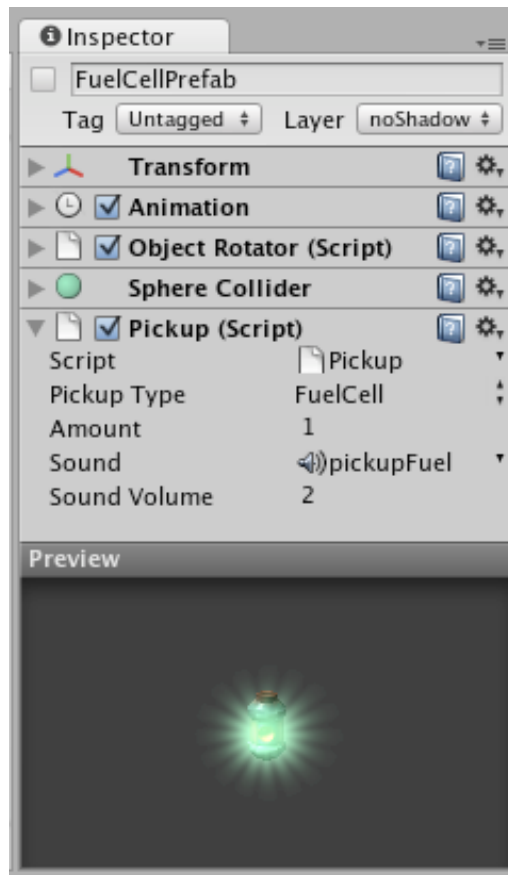 Inspector
FuelCellPrefab
Tag Untagged Layer noShadow
Transform
Animation
Object Rotator (Script)
Sphere Collider
Pickup (Script)
Script Pickup
Pickup Type FuelCell
Amount 1
Sound pickupFuel
Sound Volume 2
Preview